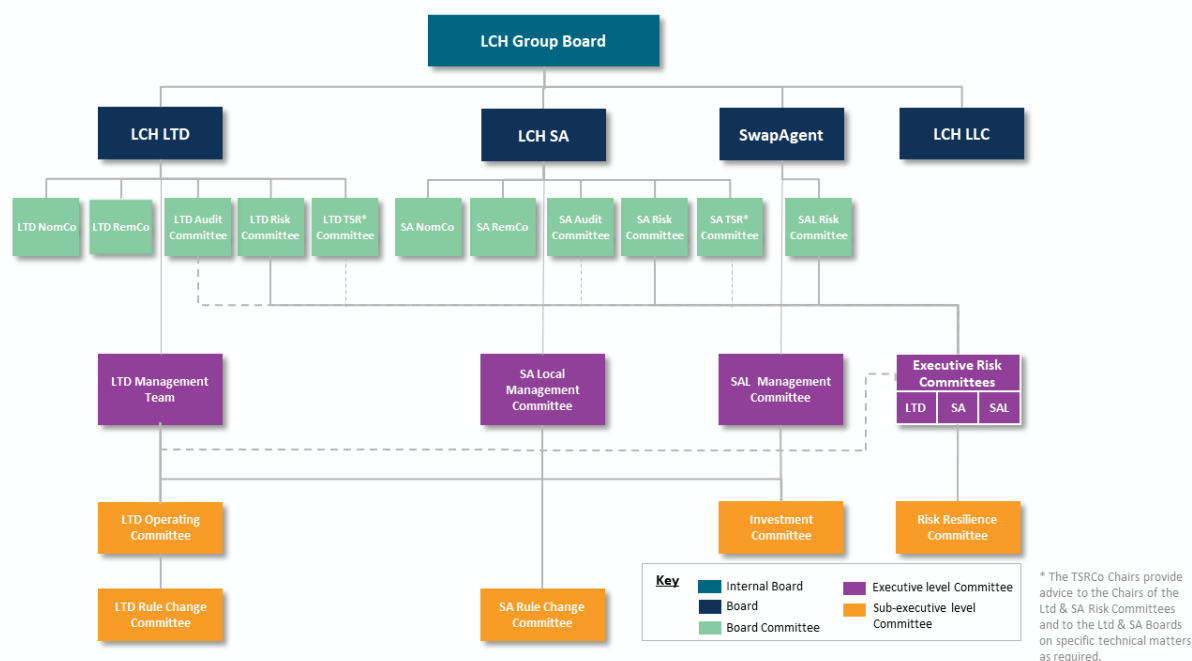 LCH Group Board
LCH LTD
LCH SA
SwapAgent
LCH LLC
LTD NomCo
LTD RemCo
LTD Audit
Committee
LTD Risk
Committee
LTD TSR*
Committee
SA NomCo
SA RemCo
SA Audit
Committee
SA Risk
Committee
SA TSR*
Committee
SAL Risk
Committee
LTD Management
Team
SA Local
Management
Committee
SAL Management
Committee
Executive Risk
Committees
LTD
SA
SAL
LTD Operating
Committee
Investment
Committee
Risk Resilience
Committee
LTD Rule Change
Committee
SA Rule Change
Committee
Key
Internal Board
Board
Board Committee
Executive level Committee
Sub-executive level
Committee
* The TSRCo Chairs provide
advice to the Chairs of the
Ltd & SA Risk Committees
and to the Ltd & SA Boards
on specific technical matters
as required.